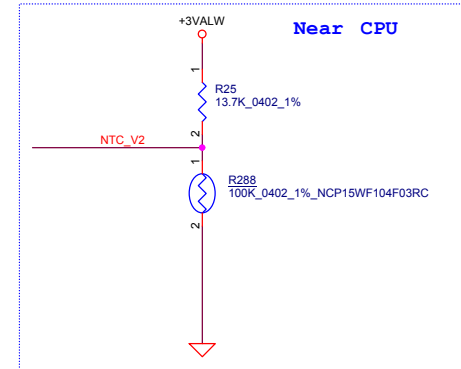 +3VALW
Near CPU
1
R25
13.7K_0402_1%
2
NTC_V2
1
R288
100K_0402_1%_NCP15WF104F03RC
2